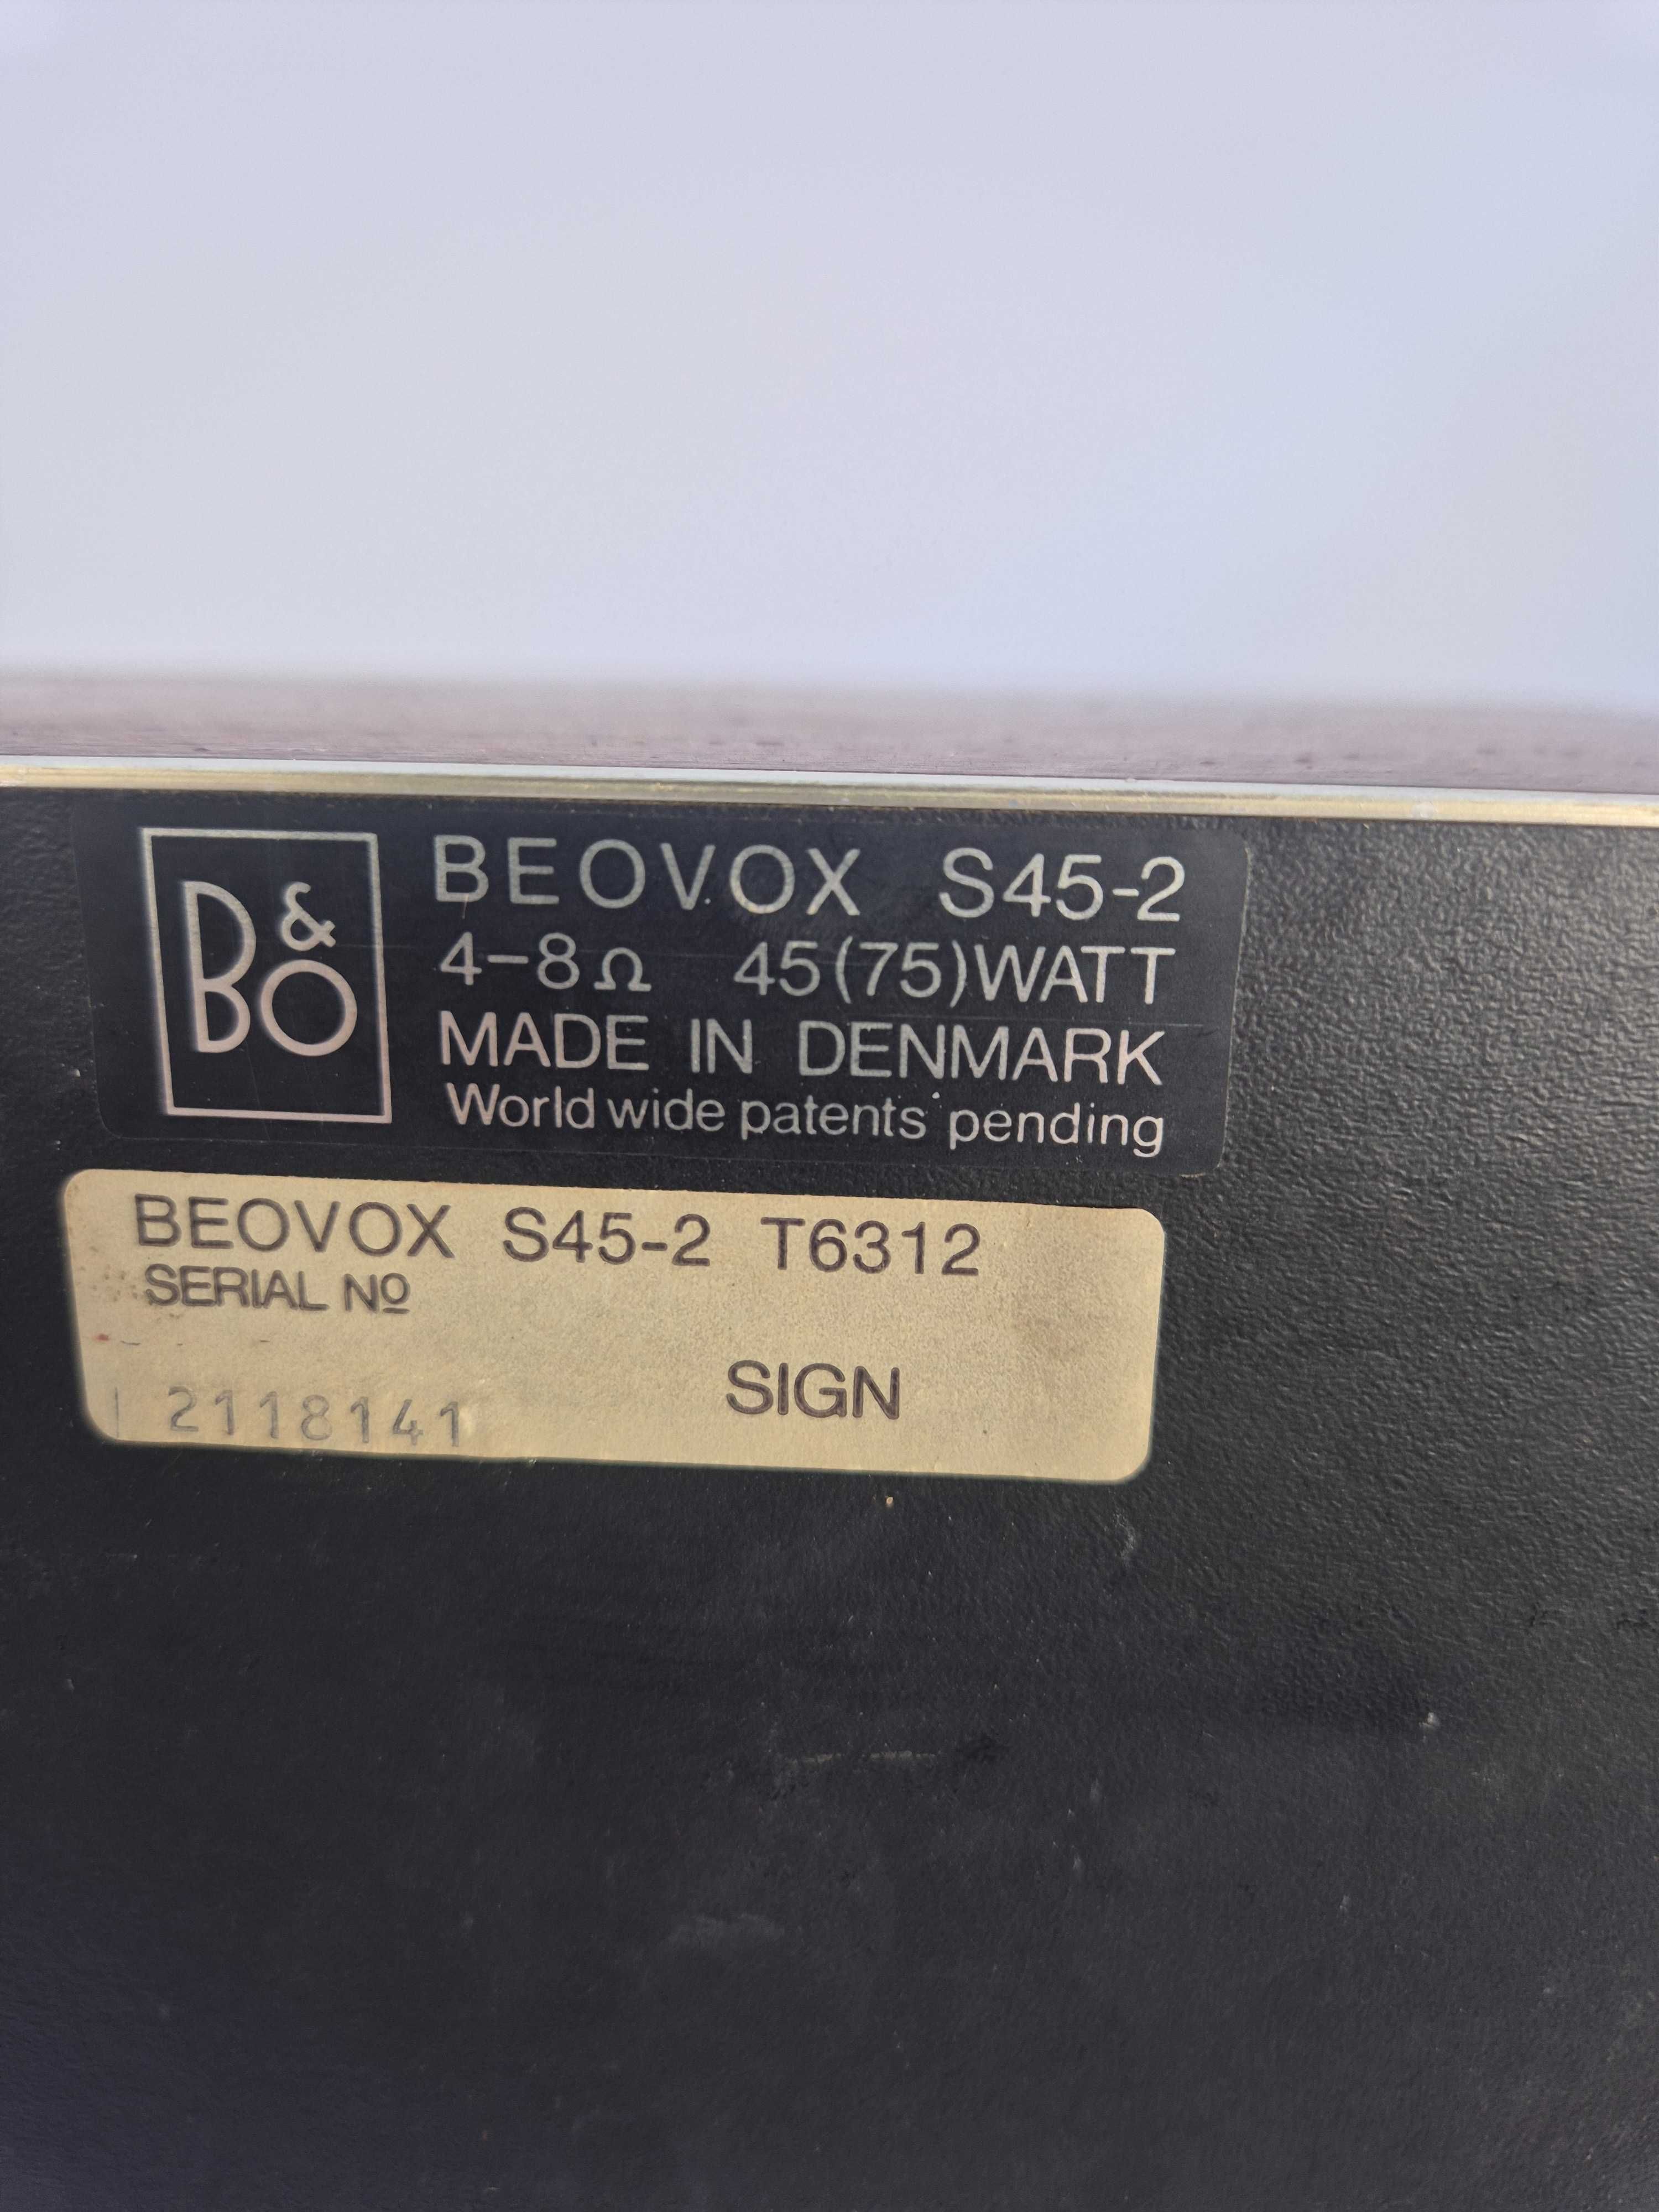 B&O
BEOVOX S45-2
4-8Ω 45(75)WATT
MADE IN DENMARK
World wide patents pending
BEOVOX S45-2 T6312
SERIAL Nº
SIGN
2118141